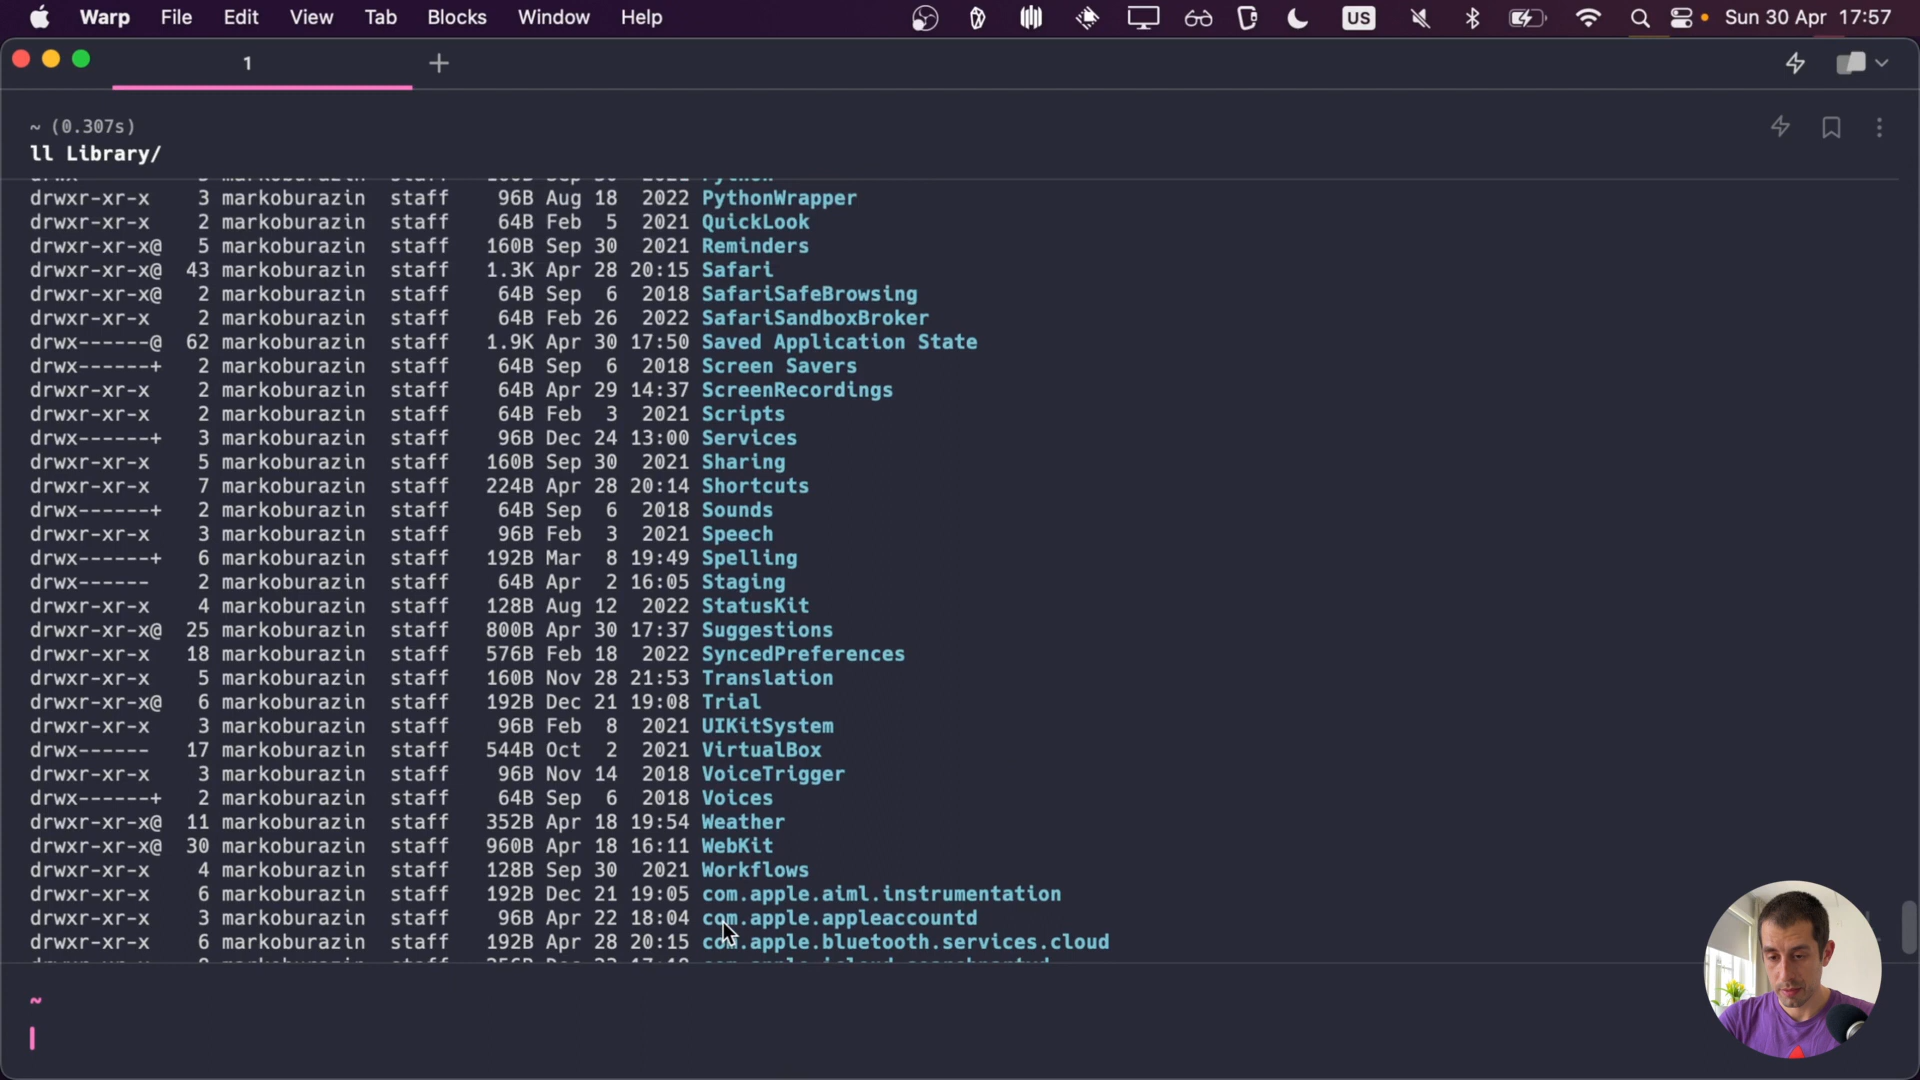 Warp File Edit View Tab Blocks Window Help US Sun 30 Apr 17:57
1
~ (0.307s)
ll Library/
drwxr-xr-x 3 markoburazin staff 96B Aug 18 2022 PythonWrapper
drwxr-xr-x 2 markoburazin staff 64B Feb 5 2021 QuickLook
drwxr-xr-x@ 5 markoburazin staff 160B Sep 30 2021 Reminders
drwxr-xr-x@ 43 markoburazin staff 1.3K Apr 28 20:15 Safari
drwxr-xr-x@ 2 markoburazin staff 64B Sep 6 2018 SafariSafeBrowsing
drwxr-xr-x 2 markoburazin staff 64B Feb 26 2022 SafariSandboxBroker
drwx------@ 62 markoburazin staff 1.9K Apr 30 17:50 Saved Application State
drwx------+ 2 markoburazin staff 64B Sep 6 2018 Screen Savers
drwxr-xr-x 2 markoburazin staff 64B Apr 29 14:37 ScreenRecordings
drwxr-xr-x 2 markoburazin staff 64B Feb 3 2021 Scripts
drwx------+ 3 markoburazin staff 96B Dec 24 13:00 Services
drwxr-xr-x 5 markoburazin staff 160B Sep 30 2021 Sharing
drwxr-xr-x 7 markoburazin staff 224B Apr 28 20:14 Shortcuts
drwx------+ 2 markoburazin staff 64B Sep 6 2018 Sounds
drwxr-xr-x 3 markoburazin staff 96B Feb 3 2021 Speech
drwx------+ 6 markoburazin staff 192B Mar 8 19:49 Spelling
drwx------ 2 markoburazin staff 64B Apr 2 16:05 Staging
drwxr-xr-x 4 markoburazin staff 128B Aug 12 2022 StatusKit
drwxr-xr-x@ 25 markoburazin staff 800B Apr 30 17:37 Suggestions
drwxr-xr-x 18 markoburazin staff 576B Feb 18 2022 SyncedPreferences
drwxr-xr-x 5 markoburazin staff 160B Nov 28 21:53 Translation
drwxr-xr-x@ 6 markoburazin staff 192B Dec 21 19:08 Trial
drwxr-xr-x 3 markoburazin staff 96B Feb 8 2021 UIKitSystem
drwx------ 17 markoburazin staff 544B Oct 2 2021 VirtualBox
drwxr-xr-x 3 markoburazin staff 96B Nov 14 2018 VoiceTrigger
drwx------+ 2 markoburazin staff 64B Sep 6 2018 Voices
drwxr-xr-x@ 11 markoburazin staff 352B Apr 18 19:54 Weather
drwxr-xr-x@ 30 markoburazin staff 960B Apr 18 16:11 WebKit
drwxr-xr-x 4 markoburazin staff 128B Sep 30 2021 Workflows
drwxr-xr-x 6 markoburazin staff 192B Dec 21 19:05 com.apple.aiml.instrumentation
drwxr-xr-x 3 markoburazin staff 96B Apr 22 18:04 com.apple.appleaccountd
drwxr-xr-x 6 markoburazin staff 192B Apr 28 20:15 com.apple.bluetooth.services.cloud
~